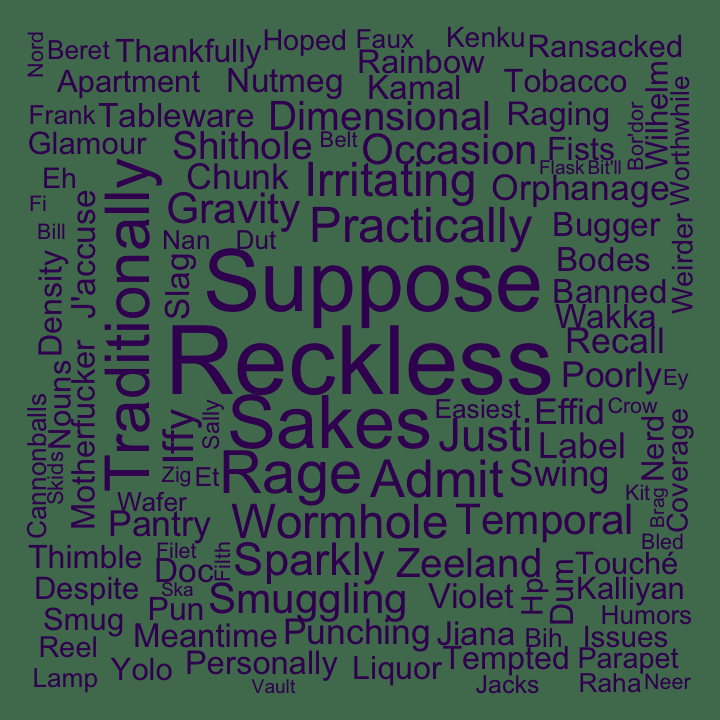 Nord
Beret
Thankfully
Hoped
Faux
Kenku
Ransacked
Rainbow
Apartment
Nutmeg
Kamal
Tobacco
Wilhelm
Worthwhile
Frank
Tableware
Dimensional
Raging
Bor'dor
Glamour
Shithole
Belt
Occasion
Fists
Flask
Bit'll
Eh
Chunk
Irritating
Orphanage
Fi
Traditionally
J'accuse
Gravity
Practically
Bugger
Weirder
Bill
Nan
Dut
Density
Slag
Suppose
Bodes
Banned
Wakka
Recall
Reckless
Poorly
Ey
Nouns
Motherfucker
Cannonballs
Skids
Iffy
Sally
Sakes
Easiest
Effid
Crow
Justi
Label
Nerd
Coverage
Zig
Et
Rage
Admit
Swing
Kit
Brag
Wafer
Pantry
Wormhole
Temporal
Bled
Thimble
Filet
Doc
Filth
Sparkly
Zeeland
Touché
Despite
Ska
Pun
Smuggling
Violet
Hp
Dum
Kalliyan
Smug
Humors
Meantime
Punching
Jiana
Bih
Issues
Reel
Yolo
Personally
Liquor
Tempted
Parapet
Lamp
Vault
Jacks
Raha
Neer